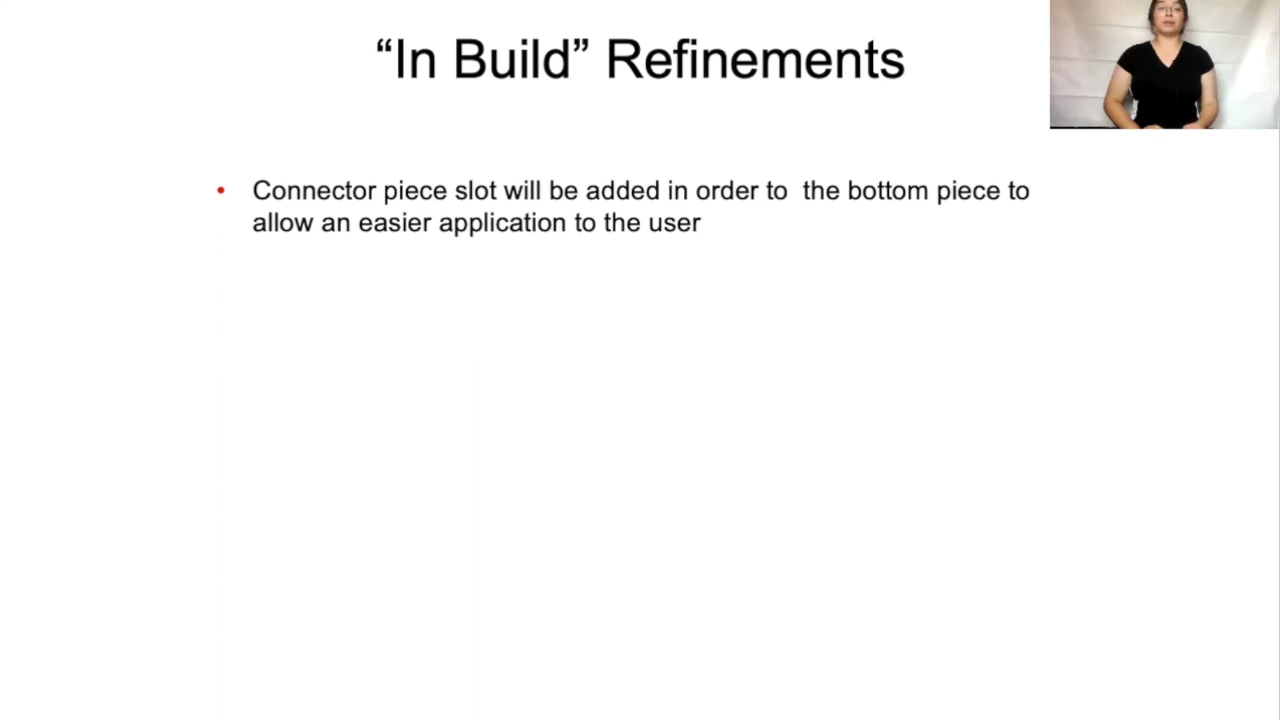 “In Build” Refinements
• Connector piece slot will be added in order to  the bottom piece to
allow an easier application to the user